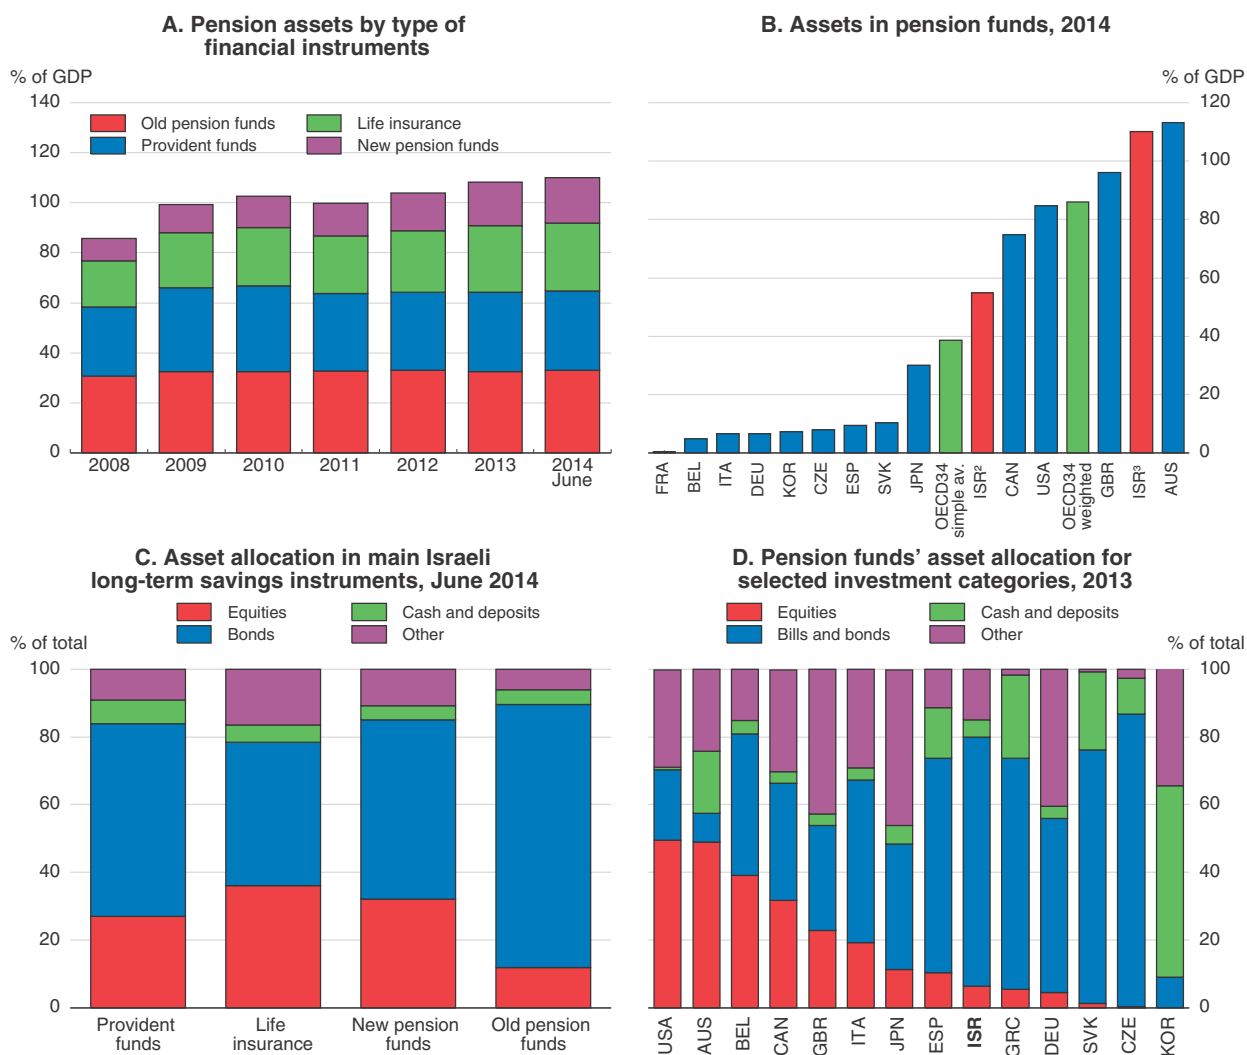 A. Pension assets by type of
financial instruments
% of GDP
140
120
100
80
60
40
20
0
Old pension funds
Life insurance
Provident funds
New pension funds
2008
2009
2010
2011
2012
2013
2014
June
B. Assets in pension funds, 2014
% of GDP
120
100
80
60
40
20
0
FRA
BEL
ITA
DEU
KOR
CZE
ESP
SVK
JPN
OECD34
simple av.
ISR²
CAN
USA
OECD34
weighted
GBR
ISR³
AUS
C. Asset allocation in main Israeli
long-term savings instruments, June 2014
Equities
Cash and deposits
Bonds
Other
% of total
100
80
60
40
20
0
Provident
funds
Life
insurance
New pension
funds
Old pension
funds
D. Pension funds’ asset allocation for
selected investment categories, 2013
Equities
Cash and deposits
Bills and bonds
Other
% of total
100
80
60
40
20
0
USA
AUS
BEL
CAN
GBR
ITA
JPN
ESP
ISR
GRC
DEU
SVK
CZE
KOR